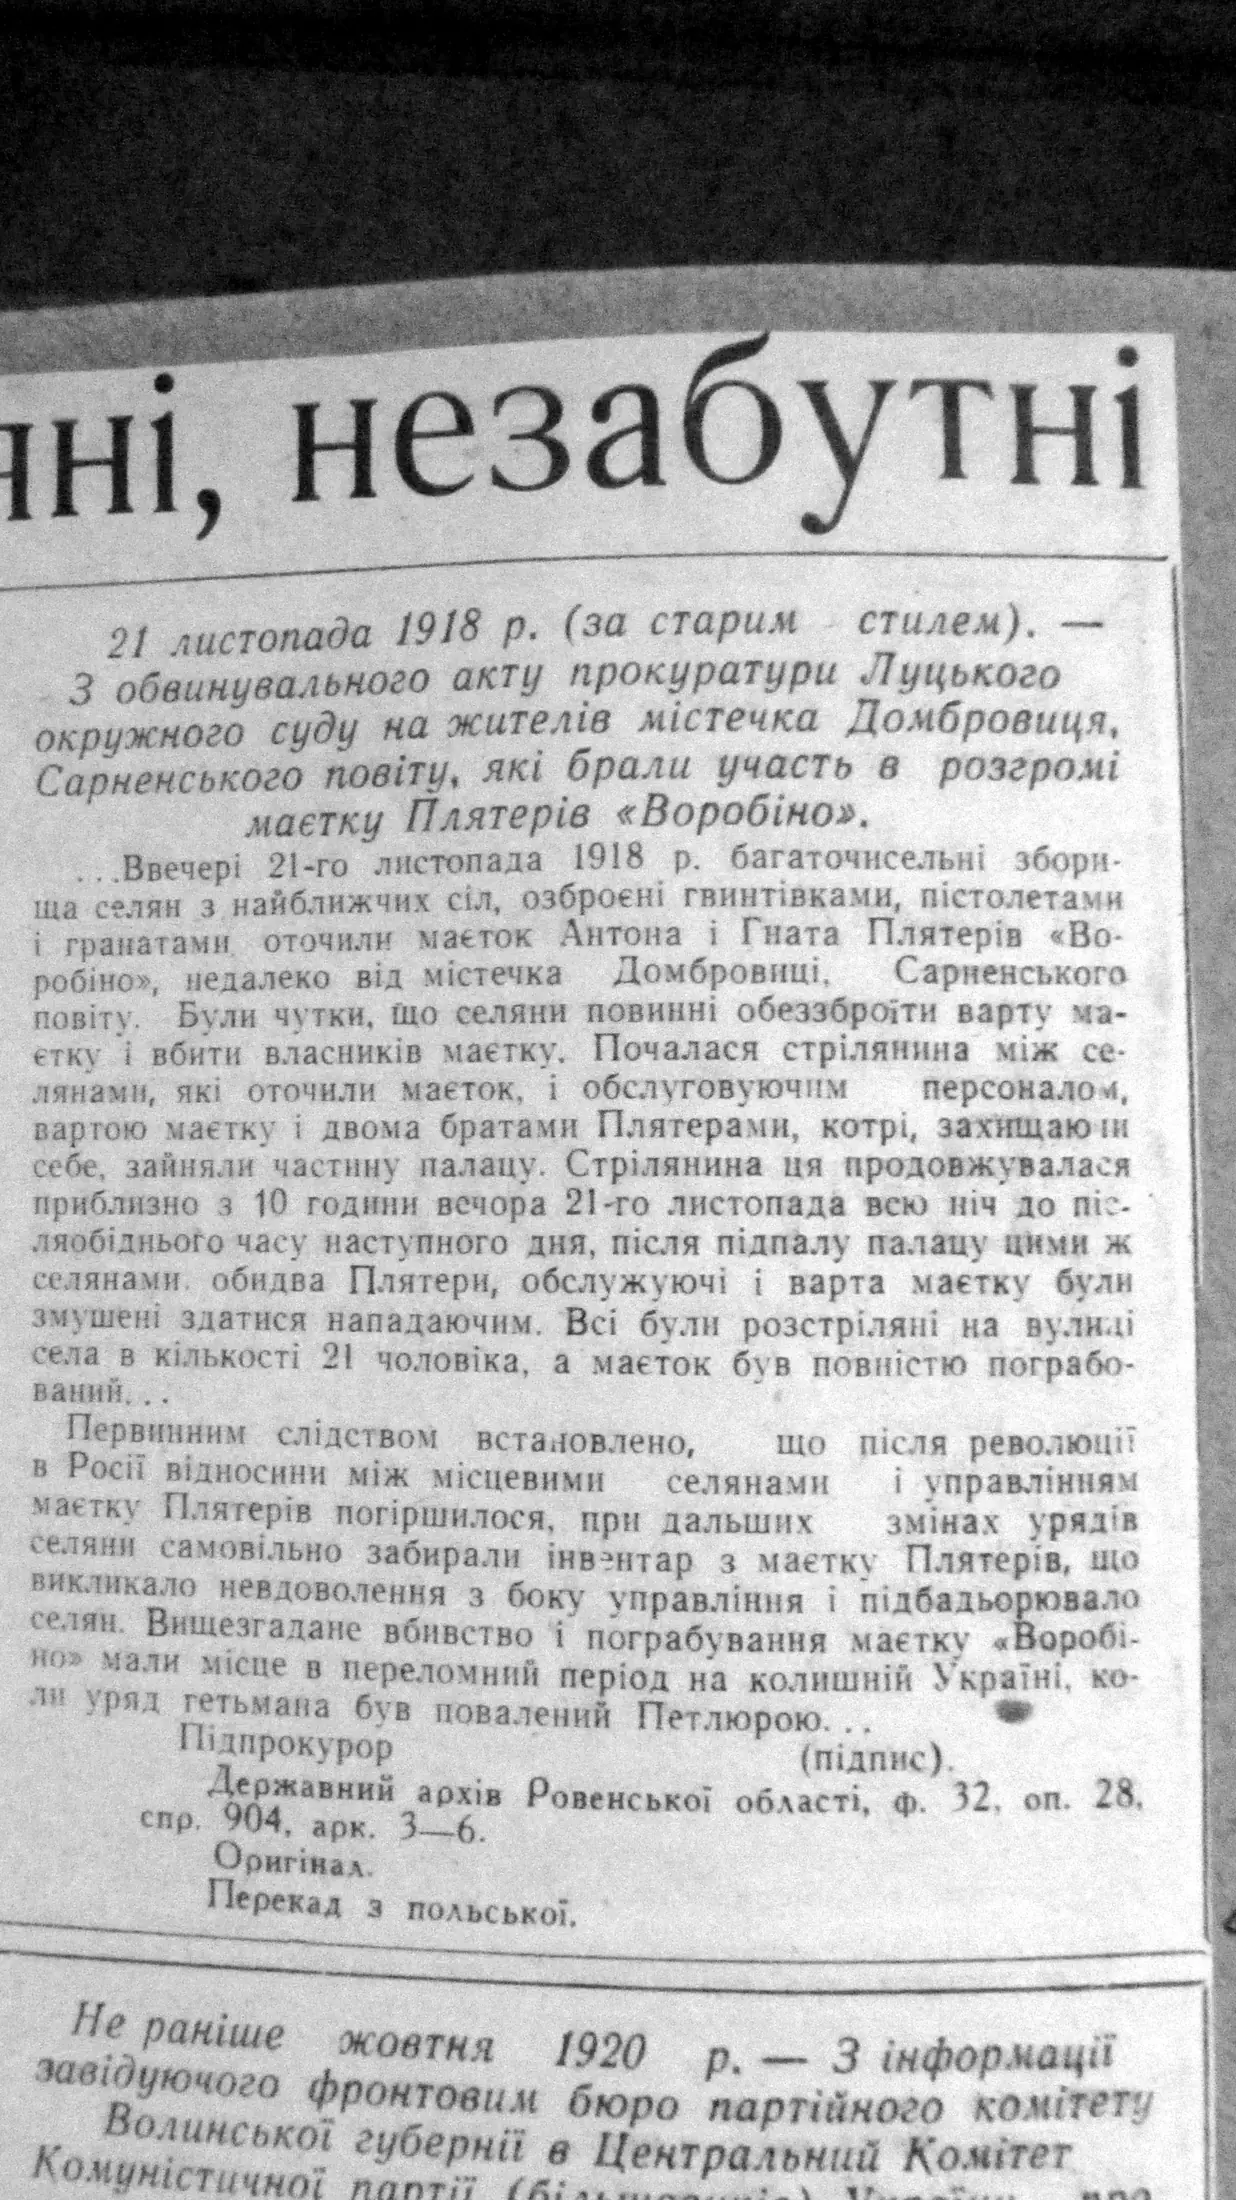 яні, незабутні
21 листопада 1918 р. (за старим стилем). —
З обвинувального акту прокуратури Луцького
окружного суду на жителів містечка Домбровиця,
Сарненського повіту, які брали участь в розгромі
маєтку Плятерів «Воробіно».
...Ввечері 21-го листопада 1918 р. багаточисельні збори-
ща селян з найближчих сіл, озброєні гвинтівками, пістолетами
і гранатами оточили маєток Антона і Гната Плятерів «Во-
робіно», недалеко від містечка Домбровиці, Сарненського
повіту. Були чутки, що селяни повинні обеззброїти варту ма-
єтку і вбити власників маєтку. Почалася стрілянина між се-
лянами, які оточили маєток, і обслуговуючим персоналом,
вартою маєтку і двома братами Плятерами, котрі, захищаючи
себе, зайняли частину палацу. Стрілянина ця продовжувалася
приблизно з 10 години вечора 21-го листопада всю ніч до піс-
ляобіднього часу наступного дня, після підпалу палацу цими ж
селянами. обидва Плятери, обслужуючі і варта маєтку були
змушені здатися нападаючим. Всі були розстріляні на вулиці
села в кількості 21 чоловіка, а маєток був повністю пограбо-
ваний...
Первинним слідством встановлено, що після революції
в Росії відносини між місцевими селянами і управлінням
маєтку Плятерів погіршилося, при дальших змінах урядів
селяни самовільно забирали інвентар з маєтку Плятерів, що
викликало невдоволення з боку управління і підбадьорювало
селян. Вищезгадане вбивство і пограбування маєтку «Воробі-
но» мали місце в переломний період на колишній Україні, ко-
ли уряд гетьмана був повалений Петлюрою...
Підпрокурор (підпис).
Державний архів Ровенської області, ф. 32, оп. 28,
спр. 904, арк. 3—6.
Оригінал.
Перекад з польської.
Не раніше жовтня 1920 р. — З інформації
завідуючого фронтовим бюро партійного комітету
Волинської губернії в Центральний Комітет
Комуністичної партії (більшовиків) України про